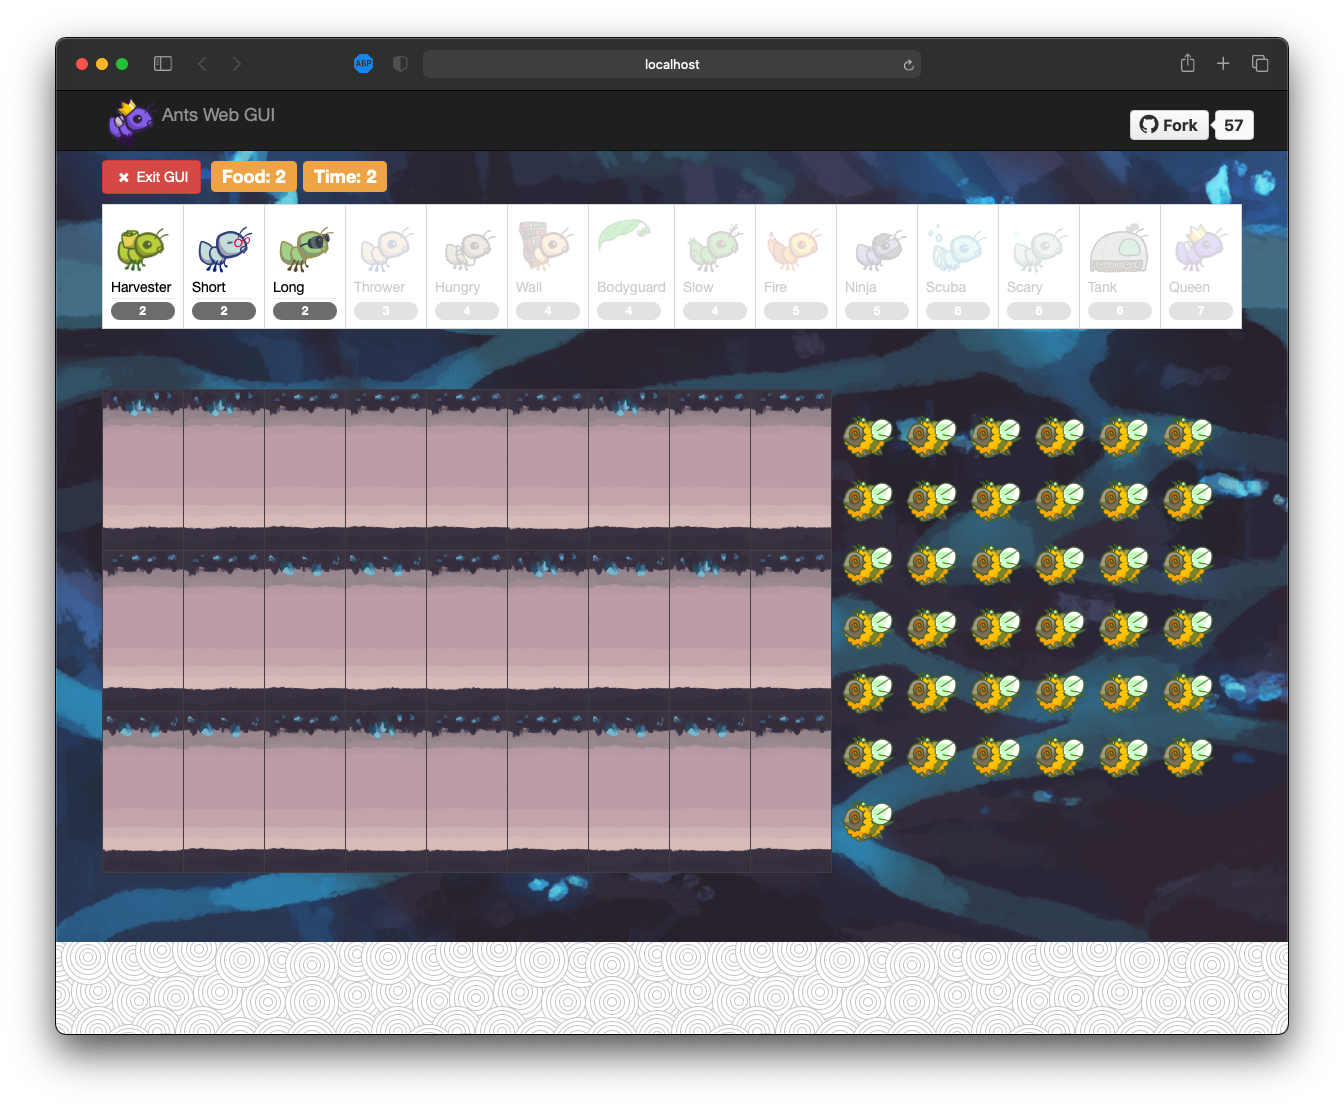 ABP
localhost
Ants Web GUI
Fork 57
Exit GUI Food: 2 Time: 2
Harvester Short Long Thrower Hungry Wall Bodyguard Slow Fire Ninja Scuba Scary Tank Queen
2 2 2 3 4 4 4 4 5 5 6 6 6 7